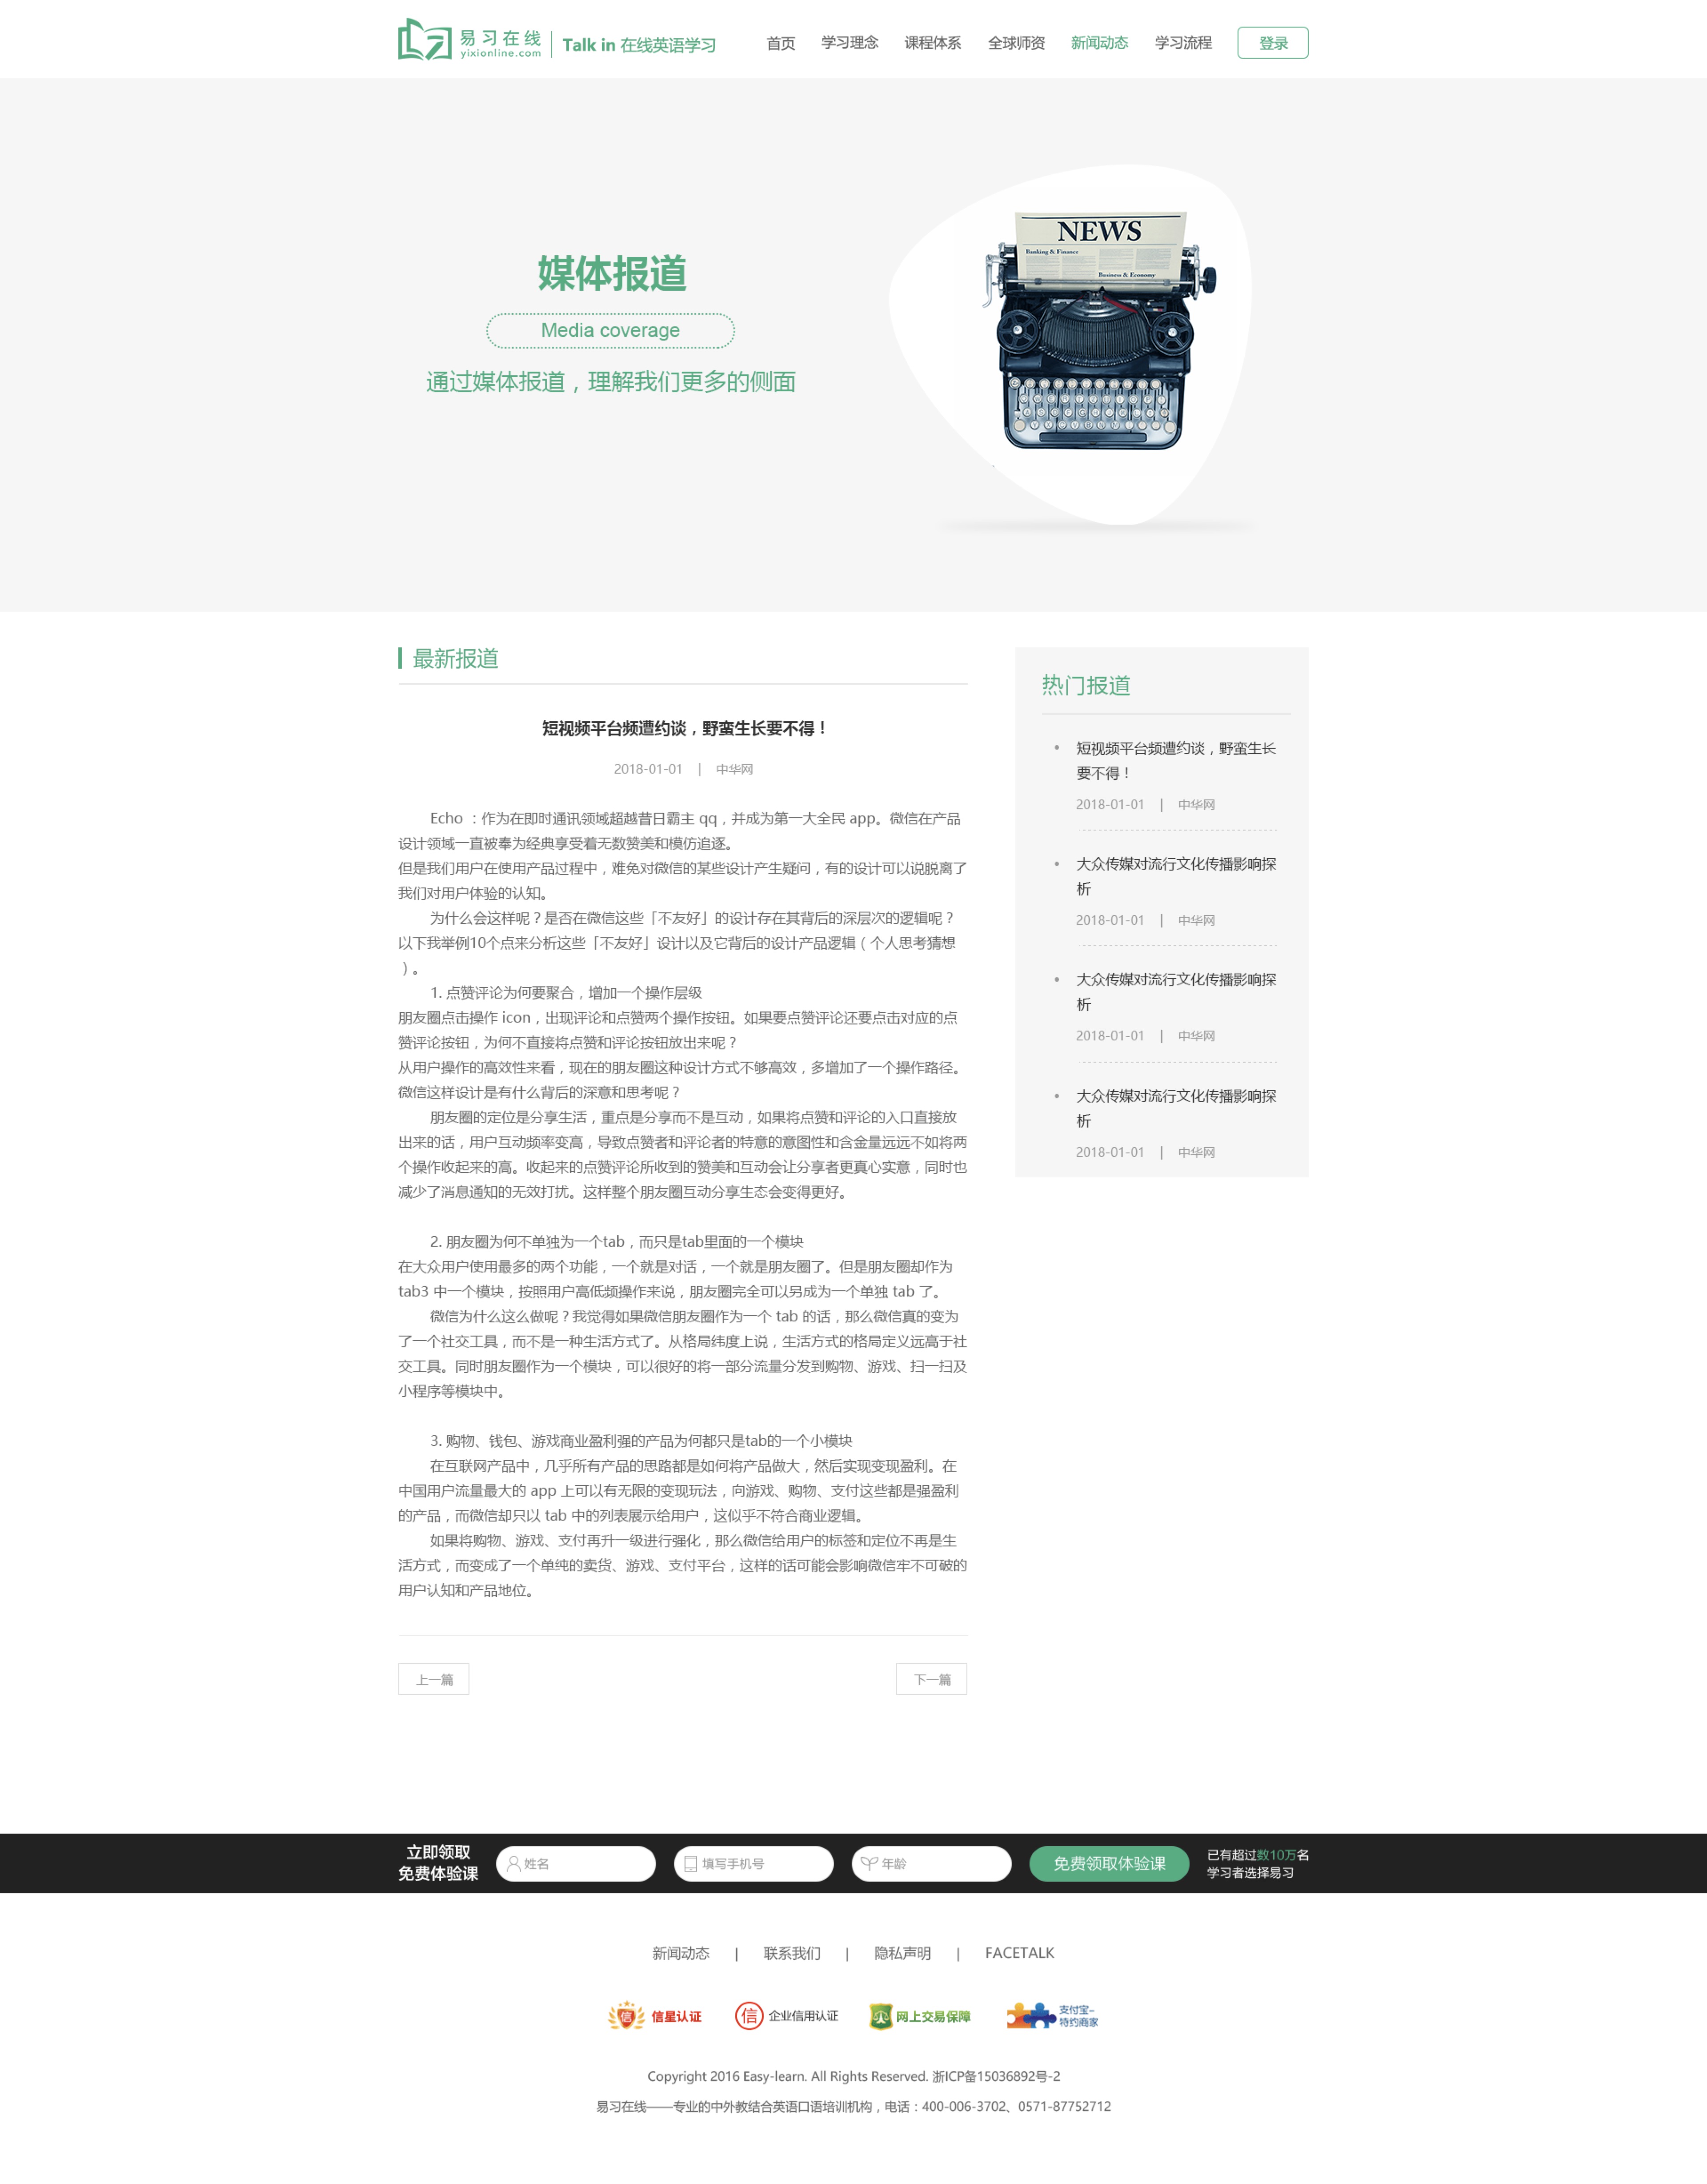 易习在线
yixionline.com
Talk in 在线英语学习
首页
学习理念
课程体系
全球师资
新闻动态
学习流程
登录
媒体报道
Media coverage
通过媒体报道，理解我们更多的侧面
NEWS
Banking & Finance
Business & Economy
最新报道
短视频平台频遭约谈，野蛮生长要不得！
2018-01-01 | 中华网
Echo ：作为在即时通讯领域超越昔日霸主 qq，并成为第一大全民 app。微信在产品
设计领域一直被奉为经典享受着无数赞美和模仿追逐。
但是我们用户在使用产品过程中，难免对微信的某些设计产生疑问，有的设计可以说脱离了
我们对用户体验的认知。
为什么会这样呢？是否在微信这些「不友好」的设计存在其背后的深层次的逻辑呢？
以下我举例10个点来分析这些「不友好」设计以及它背后的设计产品逻辑（个人思考猜想
）。
1. 点赞评论为何要聚合，增加一个操作层级
朋友圈点击操作 icon，出现评论和点赞两个操作按钮。如果要点赞评论还要点击对应的点
赞评论按钮，为何不直接将点赞和评论按钮放出来呢？
从用户操作的高效性来看，现在的朋友圈这种设计方式不够高效，多增加了一个操作路径。
微信这样设计是有什么背后的深意和思考呢？
朋友圈的定位是分享生活，重点是分享而不是互动，如果将点赞和评论的入口直接放
出来的话，用户互动频率变高，导致点赞者和评论者的特意的意图性和含金量远远不如将两
个操作收起来的高。收起来的点赞评论所收到的赞美和互动会让分享者更真心实意，同时也
减少了消息通知的无效打扰。这样整个朋友圈互动分享生态会变得更好。
2. 朋友圈为何不单独为一个tab，而只是tab里面的一个模块
在大众用户使用最多的两个功能，一个就是对话，一个就是朋友圈了。但是朋友圈却作为
tab3 中一个模块，按照用户高低频操作来说，朋友圈完全可以另成为一个单独 tab 了。
微信为什么这么做呢？我觉得如果微信朋友圈作为一个 tab 的话，那么微信真的变为
了一个社交工具，而不是一种生活方式了。从格局纬度上说，生活方式的格局定义远高于社
交工具。同时朋友圈作为一个模块，可以很好的将一部分流量分发到购物、游戏、扫一扫及
小程序等模块中。
3. 购物、钱包、游戏商业盈利强的产品为何都只是tab的一个小模块
在互联网产品中，几乎所有产品的思路都是如何将产品做大，然后实现变现盈利。在
中国用户流量最大的 app 上可以有无限的变现玩法，向游戏、购物、支付这些都是强盈利
的产品，而微信却只以 tab 中的列表展示给用户，这似乎不符合商业逻辑。
如果将购物、游戏、支付再升一级进行强化，那么微信给用户的标签和定位不再是生
活方式，而变成了一个单纯的卖货、游戏、支付平台，这样的话可能会影响微信牢不可破的
用户认知和产品地位。
上一篇
下一篇
热门报道
短视频平台频遭约谈，野蛮生长
要不得！
2018-01-01 | 中华网
大众传媒对流行文化传播影响探
析
2018-01-01 | 中华网
大众传媒对流行文化传播影响探
析
2018-01-01 | 中华网
大众传媒对流行文化传播影响探
析
2018-01-01 | 中华网
立即领取
免费体验课
姓名
填写手机号
年龄
免费领取体验课
已有超过数10万名
学习者选择易习
新闻动态 | 联系我们 | 隐私声明 | FACETALK
信 信星认证
信 企业信用认证
网上交易保障
支付宝-
特约商家
Copyright 2016 Easy-learn. All Rights Reserved. 浙ICP备15036892号-2
易习在线——专业的中外教结合英语口语培训机构，电话：400-006-3702、0571-87752712